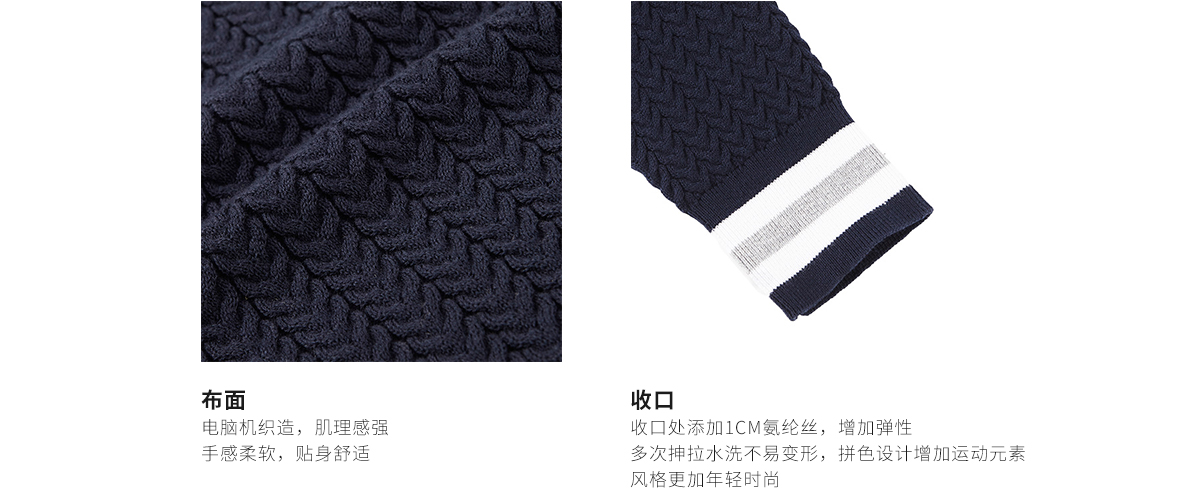 布面
电脑机织造，肌理感强
手感柔软，贴身舒适
收口
收口处添加1CM氨纶丝，增加弹性
多次抻拉水洗不易变形，拼色设计增加运动元素
风格更加年轻时尚